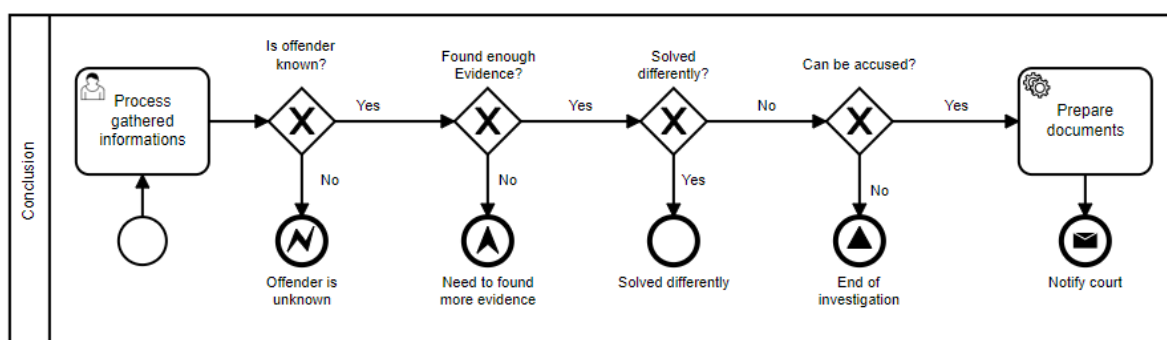 Conclusion
Process
gathered
informations
Is offender
known?
Yes
No
Offender is
unknown
Found enough
Evidence?
Yes
No
Need to found
more evidence
Solved
differently?
No
Yes
Solved differently
Can be accused?
Yes
No
End of
investigation
Prepare
documents
Notify court